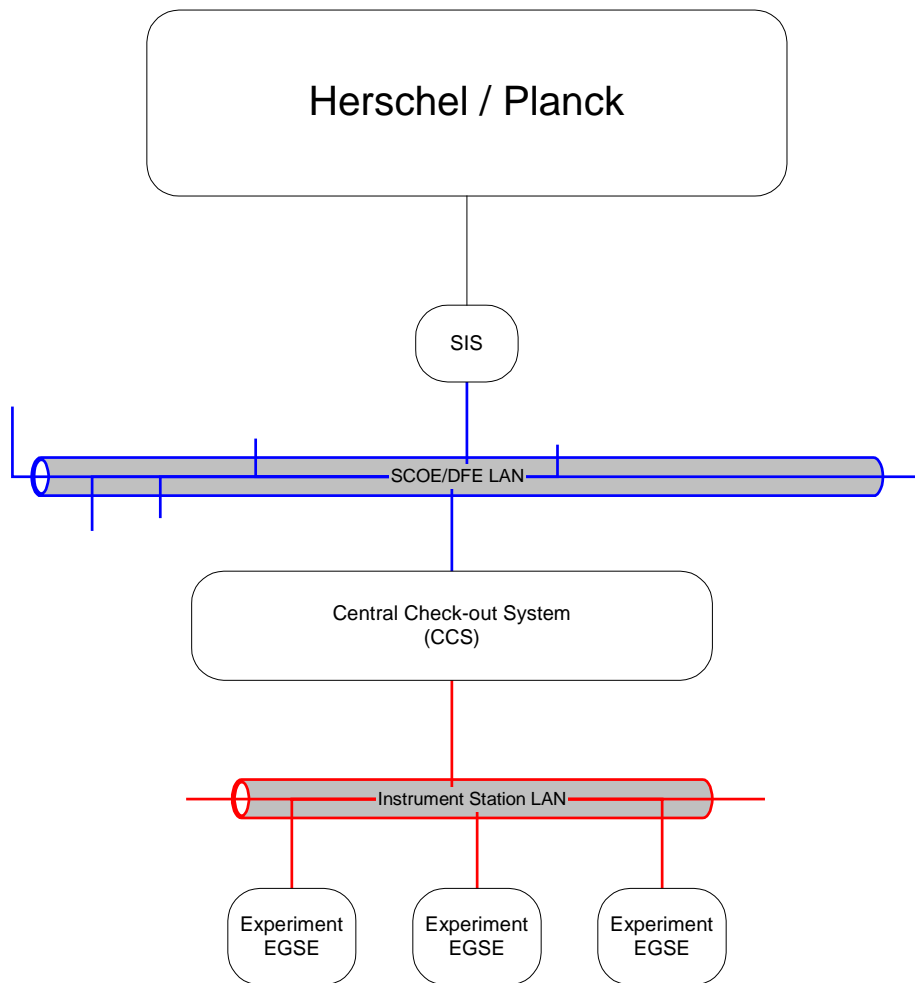 Herschel / Planck
SIS
SCOE/DFE LAN
Central Check-out System
(CCS)
Instrument Station LAN
Experiment
EGSE
Experiment
EGSE
Experiment
EGSE